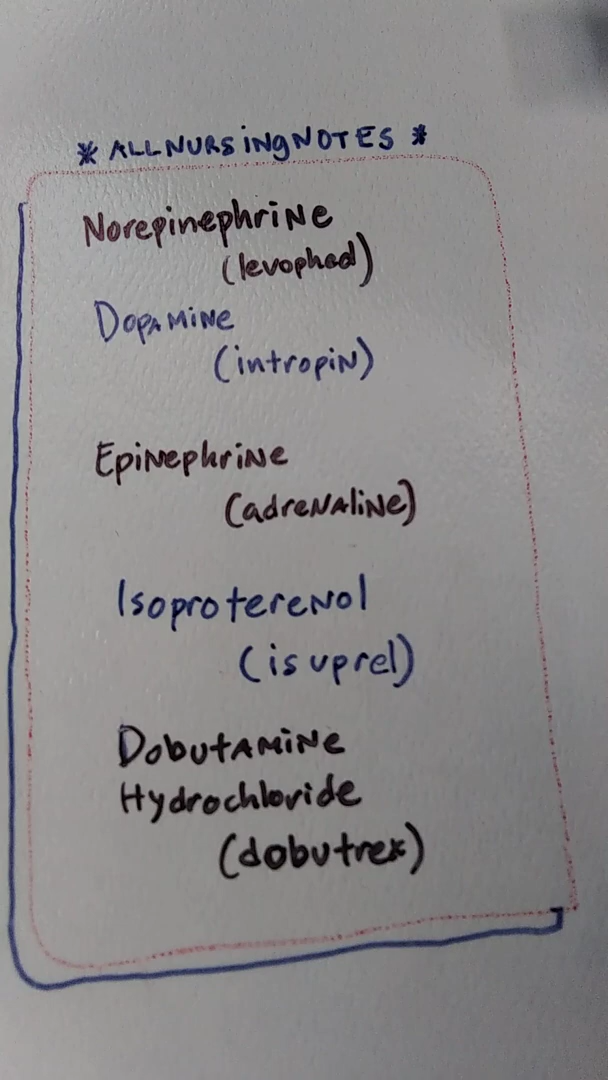 * ALLNURSINGNOTES *
Norepinephrine
(levophed)
Dopamine
(intropin)
Epinephrine
(adrenaline)
Isoproterenol
(isuprel)
Dobutamine
Hydrochloride
(dobutrex)